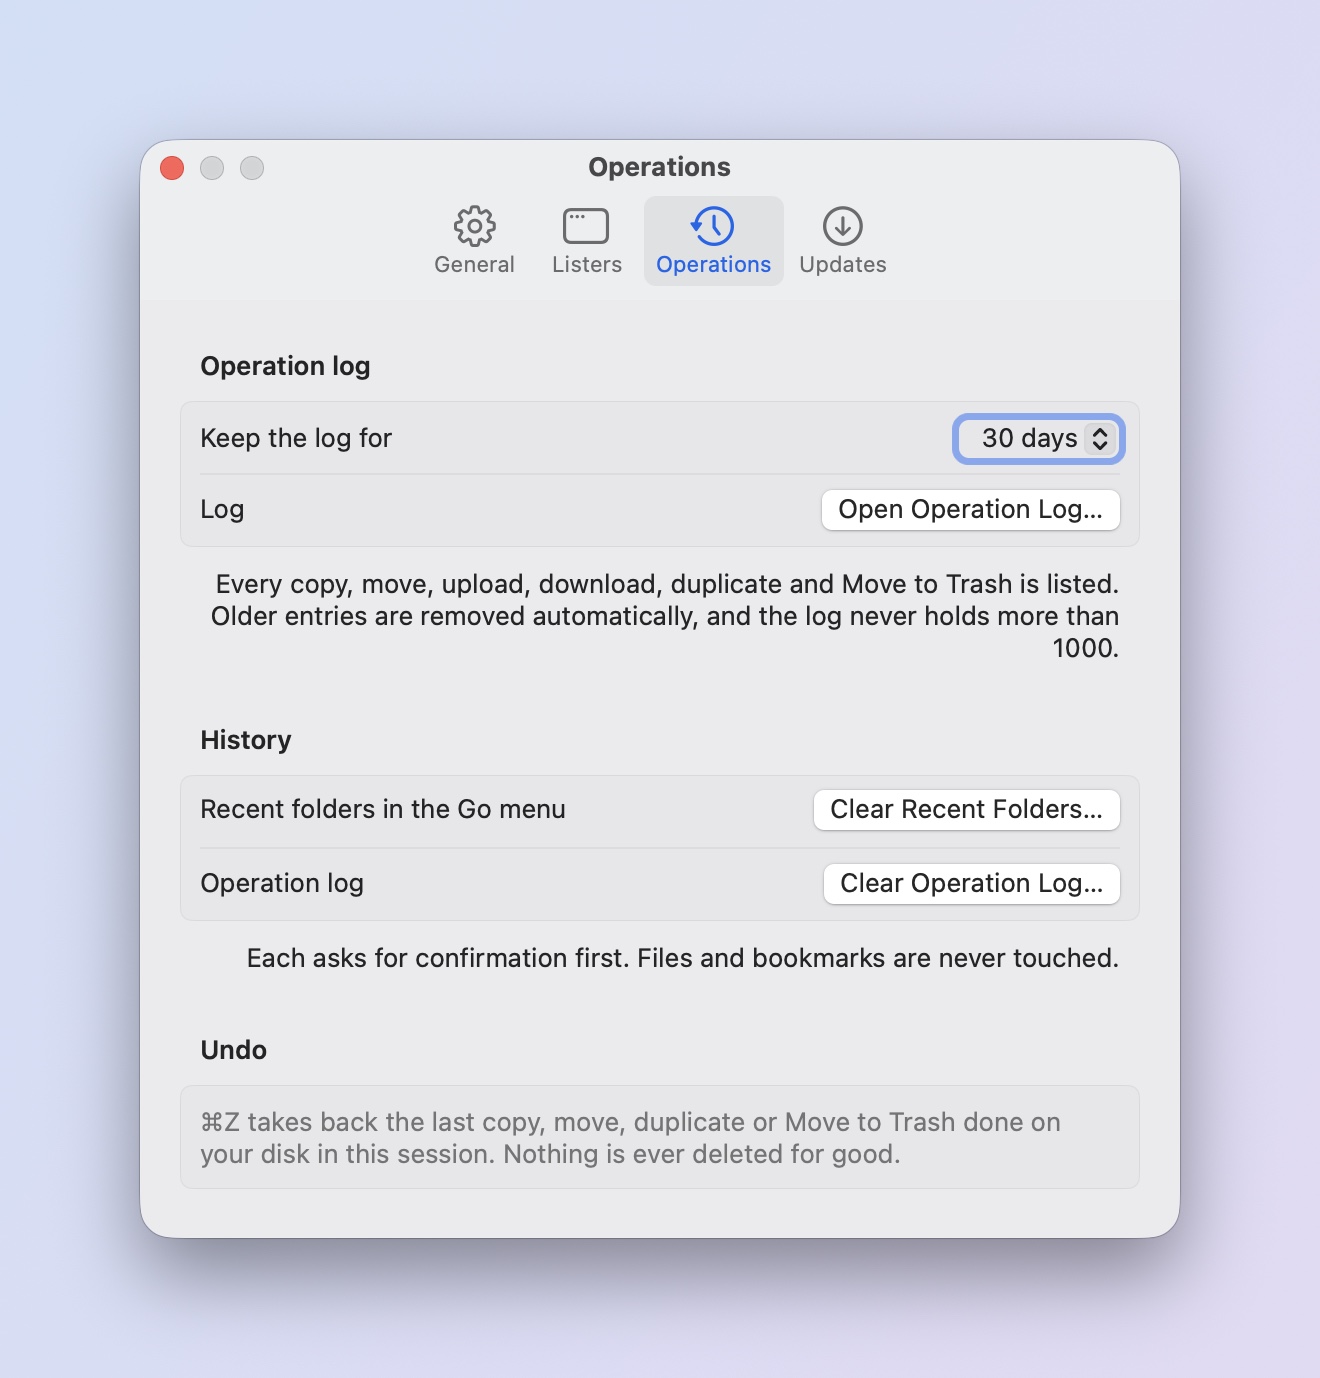 Operations
General
Listers
Operations
Updates
Operation log
Keep the log for
30 days
Log
Open Operation Log...
Every copy, move, upload, download, duplicate and Move to Trash is listed.
Older entries are removed automatically, and the log never holds more than
1000.
History
Recent folders in the Go menu
Clear Recent Folders...
Operation log
Clear Operation Log...
Each asks for confirmation first. Files and bookmarks are never touched.
Undo
⌘Z takes back the last copy, move, duplicate or Move to Trash done on
your disk in this session. Nothing is ever deleted for good.